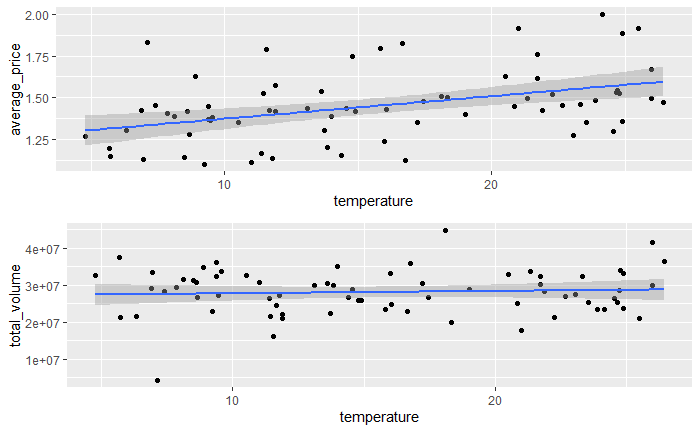 average_price
2.00
1.75
1.50
1.25
10
20
temperature
total_volume
4e+07
3e+07
2e+07
1e+07
10
20
temperature